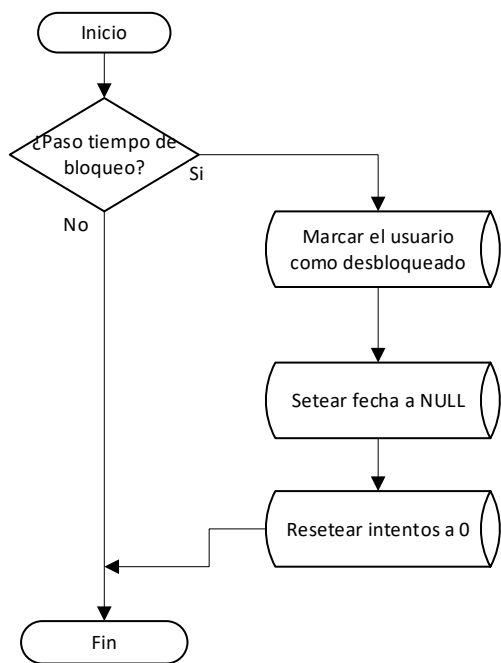 Inicio
¿Paso tiempo de
bloqueo?
Si
No
Marcar el usuario
como desbloqueado
Setear fecha a NULL
Resetear intentos a 0
Fin